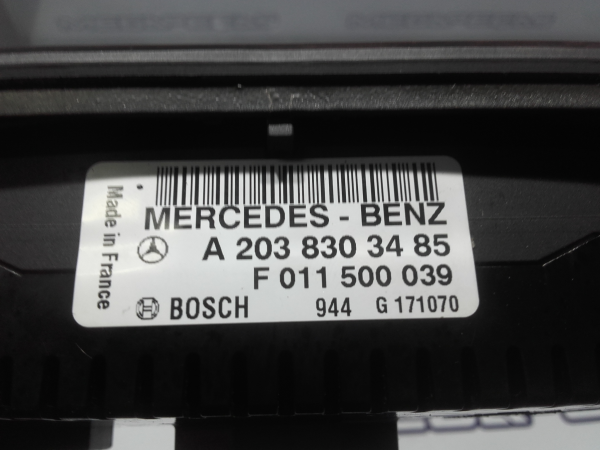 Made in France
MERCEDES - BENZ
A 203 830 34 85
F 011 500 039
BOSCH 944 G 171070